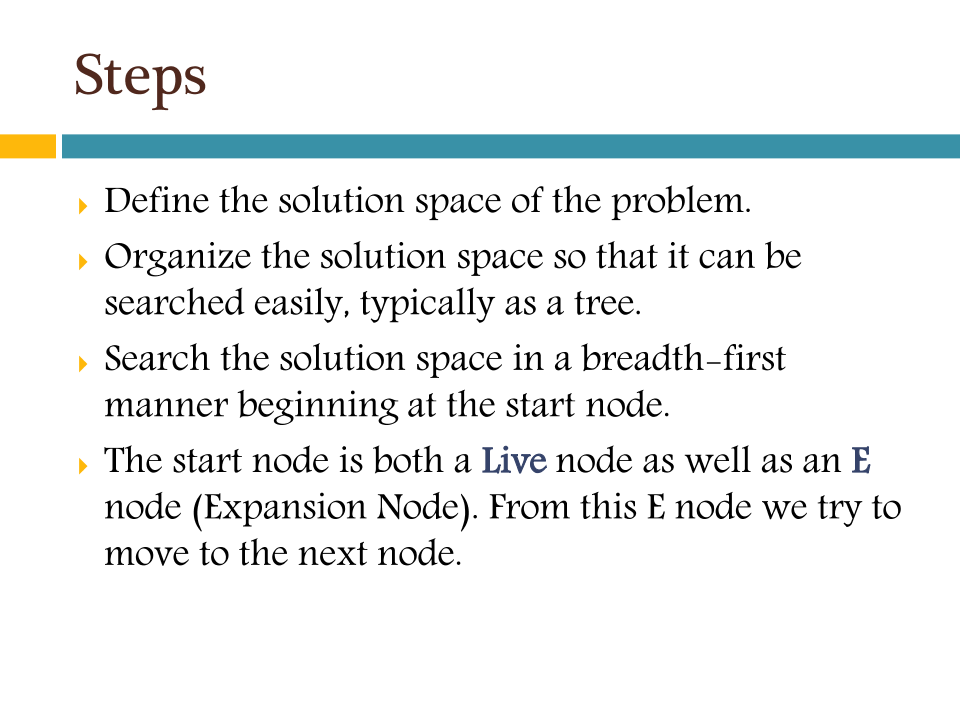 Steps
Define the solution space of the problem.
Organize the solution space so that it can be
searched easily, typically as a tree.
Search the solution space in a breadth-first
manner beginning at the start node.
The start node is both a Live node as well as an E
node (Expansion Node). From this E node we try to
move to the next node.